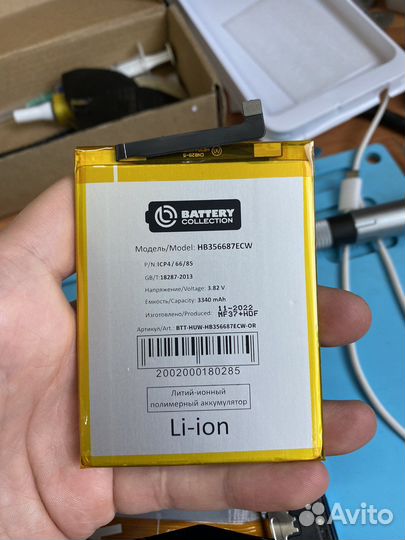 BATTERY
COLLECTION
Модель/Model: HB356687ECW
P/N:ICP4/66/85
GB/T:18287-2013
Напряжение/Voltage: 3.82 V
Емкость/Capacity: 3340 mAh
Изготовлено/Produced: 11-2022
MF37+HDF
Артикул/Art. BTT-HUW-HB356687ECW-OR
2002000180285
Литий-ионный
полимерный аккумулятор
Li-ion
Avito